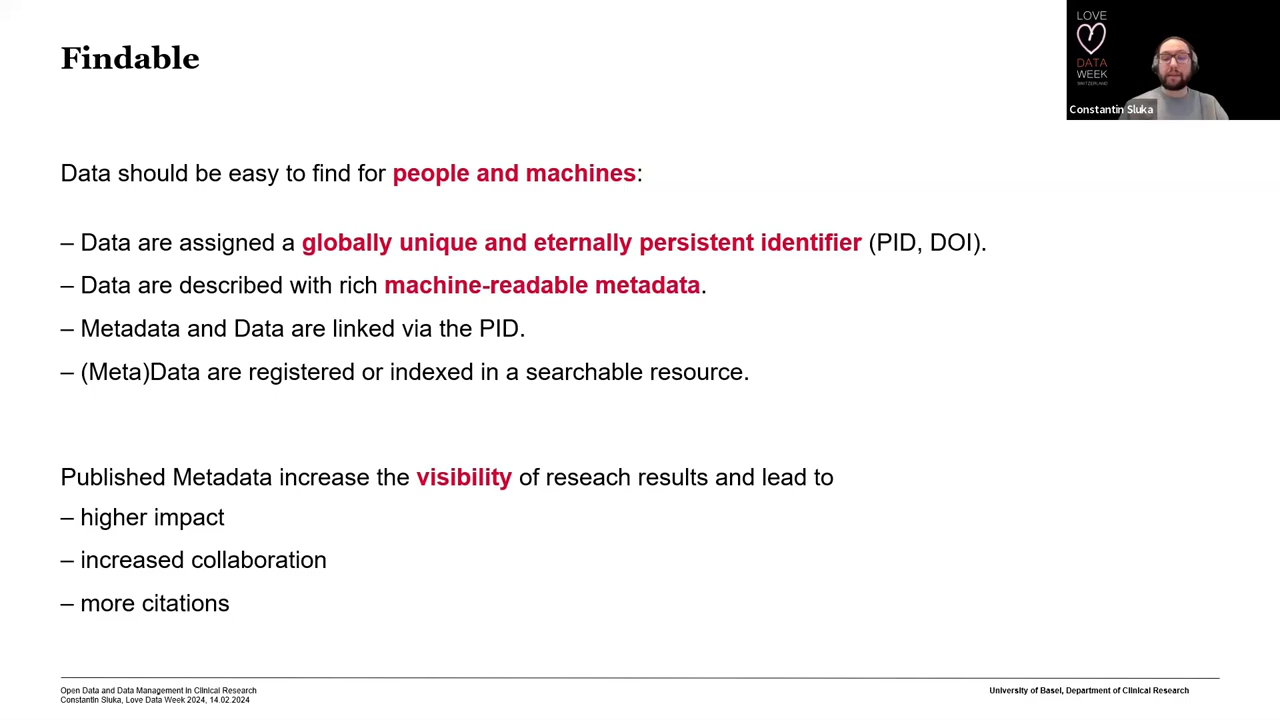 Findable
LOVE
DATA
WEEK
SWITZERLAND
Constantin Sluka
Data should be easy to find for people and machines:
– Data are assigned a globally unique and eternally persistent identifier (PID, DOI).
– Data are described with rich machine-readable metadata.
– Metadata and Data are linked via the PID.
– (Meta)Data are registered or indexed in a searchable resource.
Published Metadata increase the visibility of reseach results and lead to
– higher impact
– increased collaboration
– more citations
Open Data and Data Management in Clinical Research
Constantin Sluka, Love Data Week 2024, 14.02.2024
University of Basel, Department of Clinical Research